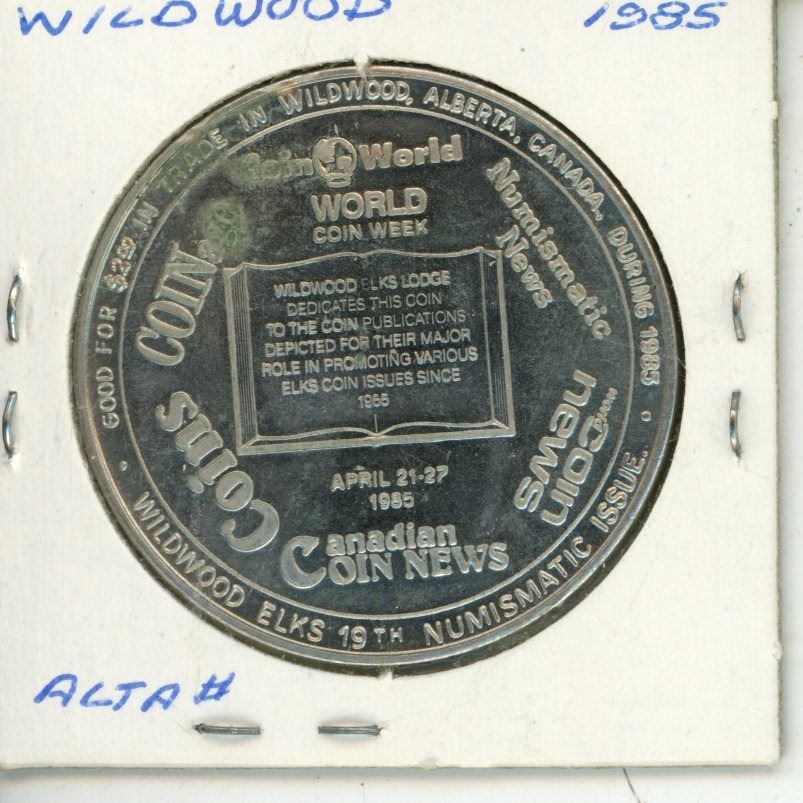 WILDWOOD 1985
GOOD FOR $2.00 IN TRADE IN WILDWOOD, ALBERTA, CANADA, DURING 1985 •
Coin World
WORLD
COIN WEEK
Numismatic
News
COIN
WILDWOOD ELKS LODGE
DEDICATES THIS COIN
TO THE COIN PUBLICATIONS
DEPICTED FOR THEIR MAJOR
ROLE IN PROMOTING VARIOUS
ELKS COIN ISSUES SINCE
1965
Coins
coin
news
APRIL 21-27
1985
Canadian
COIN NEWS
• WILDWOOD ELKS 19TH NUMISMATIC ISSUE.
ALTA #